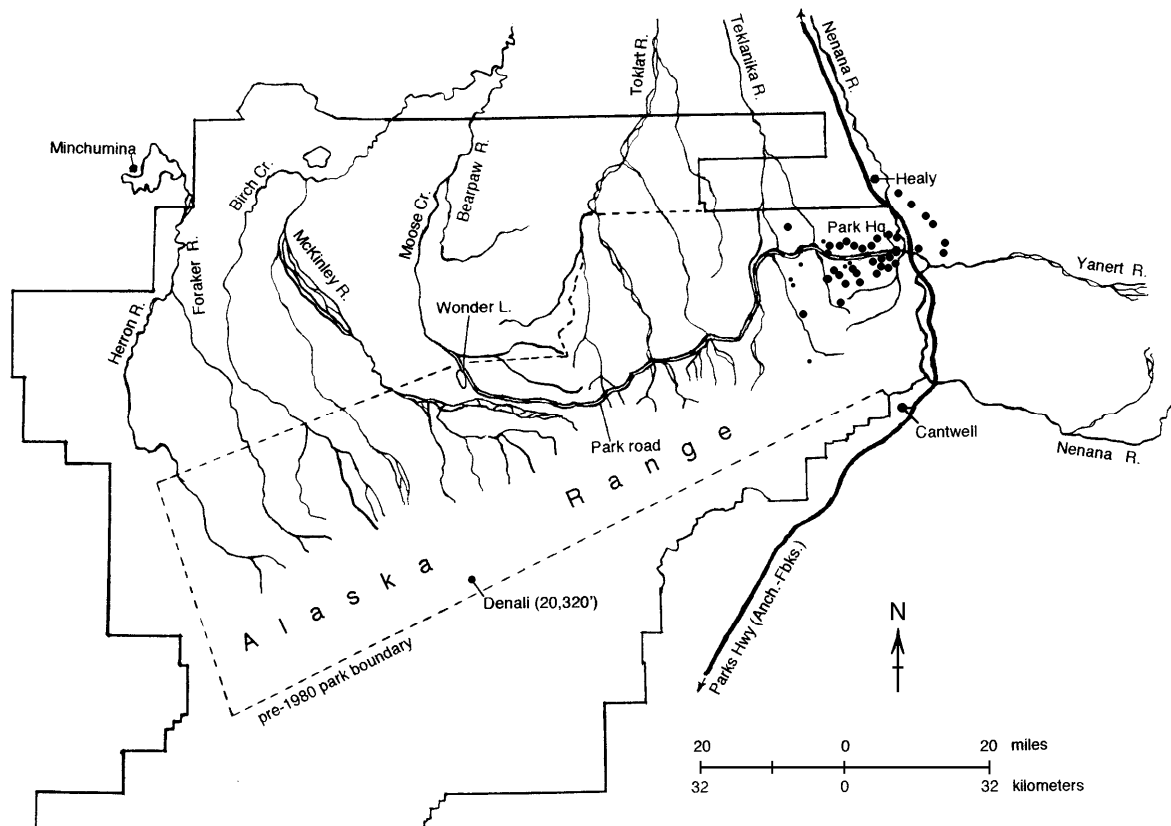 Nenana R.
Teklanika R.
Toklat R.
Minchumina
Birch Cr.
Bearpaw R.
Moose Cr.
Healy
Park Hq
Foraker R.
McKinley R.
Yanert R.
Herron R.
Wonder L.
Cantwell
Park road
Nenana R.
Alaska Range
Denali (20,320')
pre-1980 park boundary
Parks Hwy (Anch.-Fbks.)
N
20 0 20 miles
32 0 32 kilometers